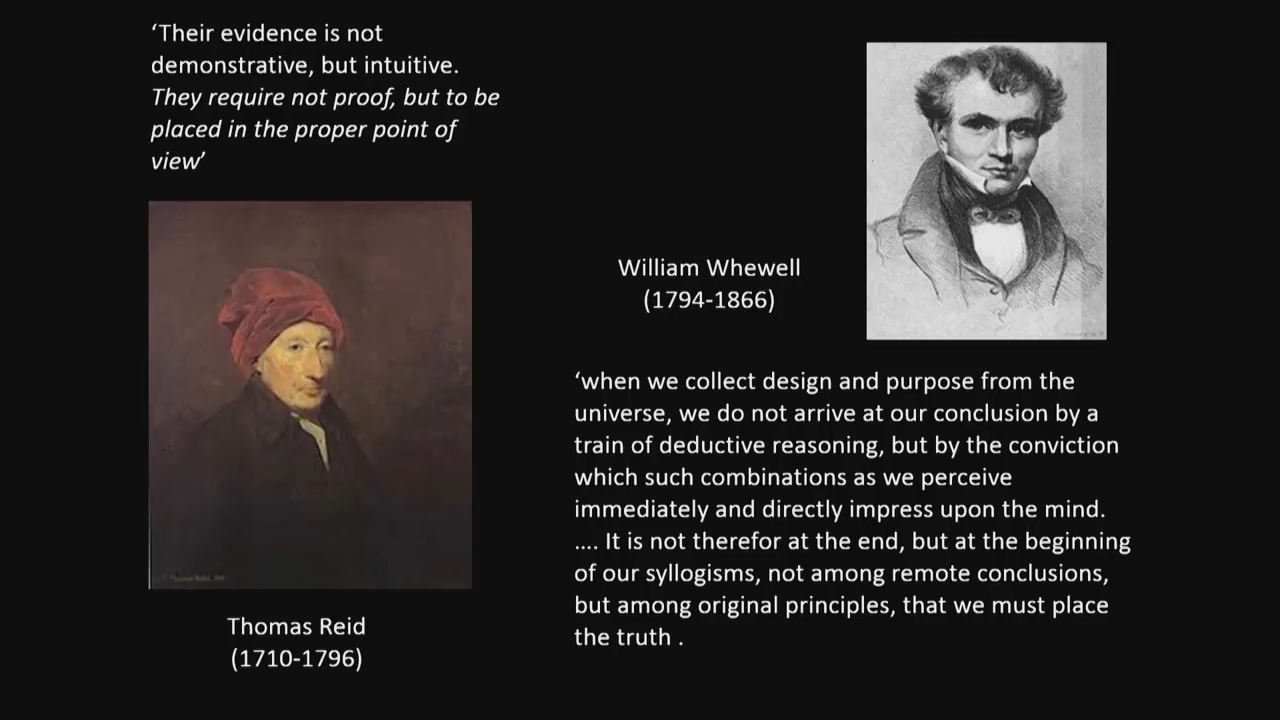 ‘Their evidence is not
demonstrative, but intuitive.
They require not proof, but to be
placed in the proper point of
view’
Thomas Reid
(1710-1796)
William Whewell
(1794-1866)
‘when we collect design and purpose from the
universe, we do not arrive at our conclusion by a
train of deductive reasoning, but by the conviction
which such combinations as we perceive
immediately and directly impress upon the mind.
.... It is not therefor at the end, but at the beginning
of our syllogisms, not among remote conclusions,
but among original principles, that we must place
the truth .